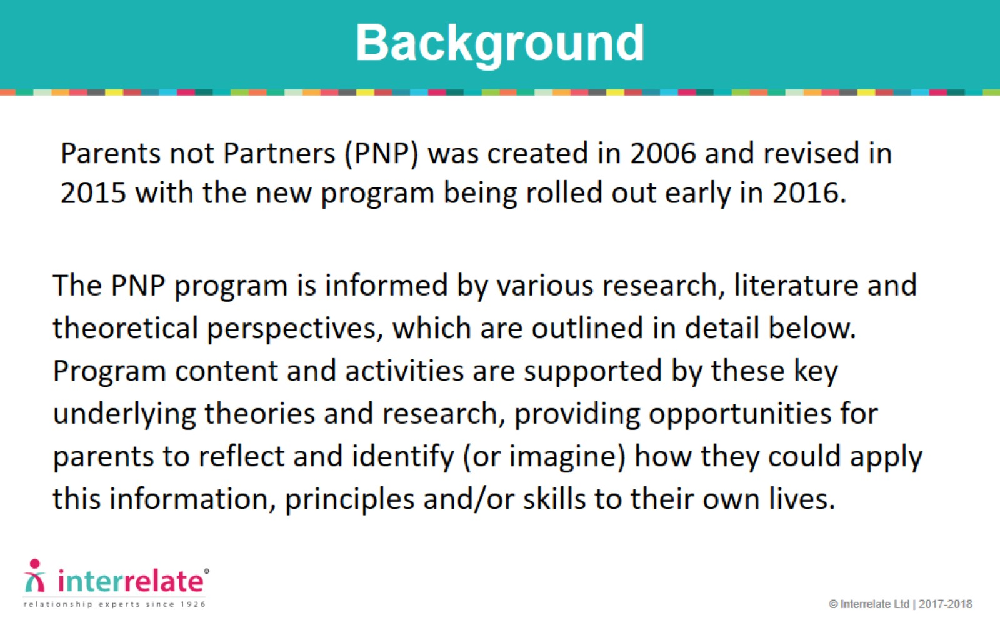 Background
Parents not Partners (PNP) was created in 2006 and revised in
2015 with the new program being rolled out early in 2016.
The PNP program is informed by various research, literature and
theoretical perspectives, which are outlined in detail below.
Program content and activities are supported by these key
underlying theories and research, providing opportunities for
parents to reflect and identify (or imagine) how they could apply
this information, principles and/or skills to their own lives.
interrelate®
relationship experts since 1926
© Interrelate Ltd | 2017-2018